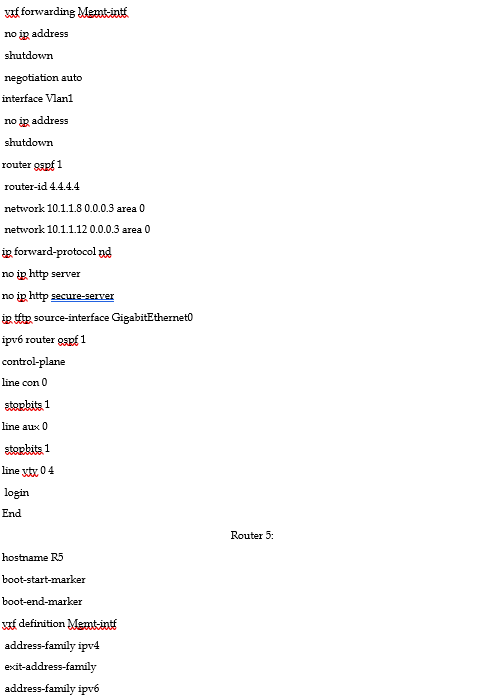 vrf forwarding Mgmt-intf
no ip address
shutdown
negotiation auto
interface Vlan1
no ip address
shutdown
router ospf 1
router-id 4.4.4.4
network 10.1.1.8 0.0.0.3 area 0
network 10.1.1.12 0.0.0.3 area 0
ip forward-protocol nd
no ip http server
no ip http secure-server
ip tftp source-interface GigabitEthernet0
ipv6 router ospf 1
control-plane
line con 0
stopbits 1
line aux 0
stopbits 1
line vty 0 4
login
End
Router 5:
hostname R5
boot-start-marker
boot-end-marker
vrf definition Mgmt-intf
address-family ipv4
exit-address-family
address-family ipv6